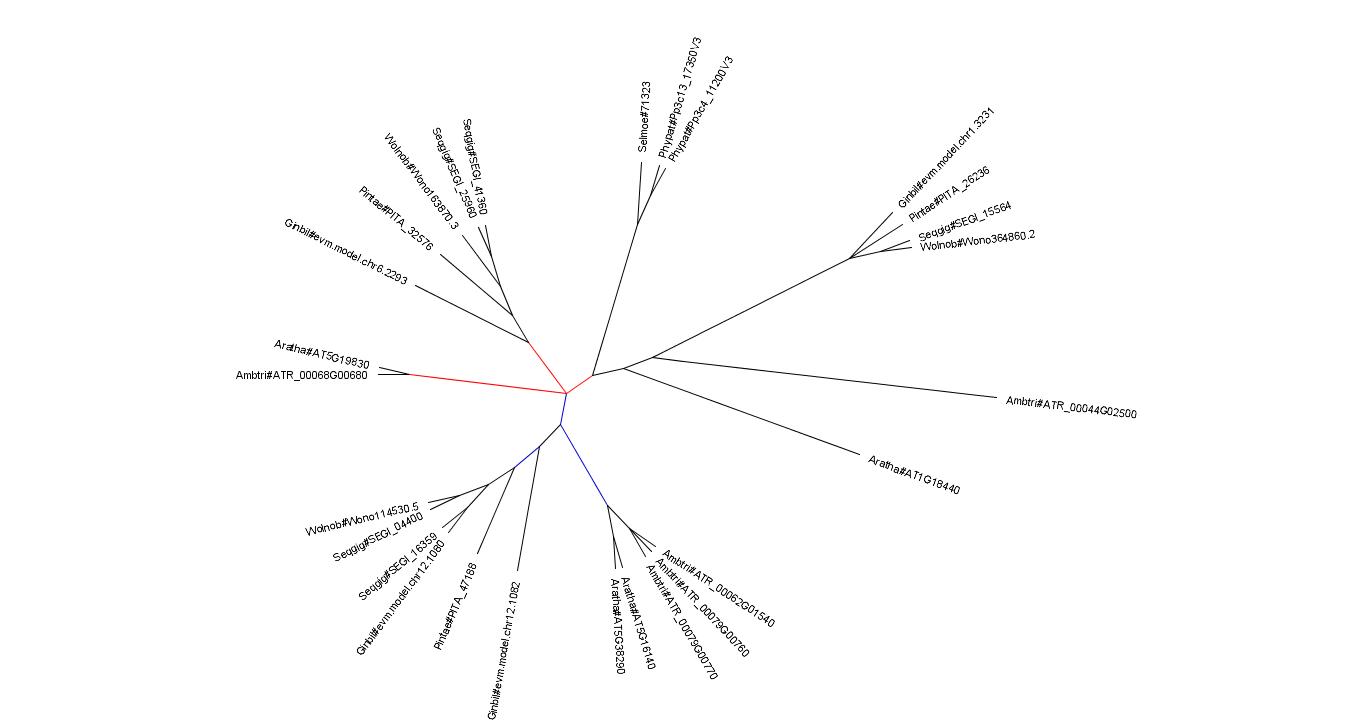 Selmoe#71323
Phypat#Pp3c13_17360V3
Phypat#Pp3c4_11200V3
Ginbil#evm.model.chr1.3231
Pintae#PITA_26236
Seqgig#SEGI_15564
Wolnob#Wono364860.2
Ambtri#ATR_00044G02500
Aratha#AT1G18440
Ambtri#ATR_00062G01540
Ambtri#ATR_00079G00760
Ambtri#ATR_00079G00770
Aratha#AT5G16140
Aratha#AT5G38290
Ginbil#evm.model.chr12.1082
Pintae#PITA_47188
Ginbil#evm.model.chr12.1080
Seqgig#SEGI_16359
Seqgig#SEGI_04400
Wolnob#Wono114530.5
Ambtri#ATR_00068G00680
Aratha#AT5G19830
Ginbil#evm.model.chr6.2293
Pintae#PITA_32576
Wolnob#Wono163870.3
Seqgig#SEGI_25960
Seqgig#SEGI_41360